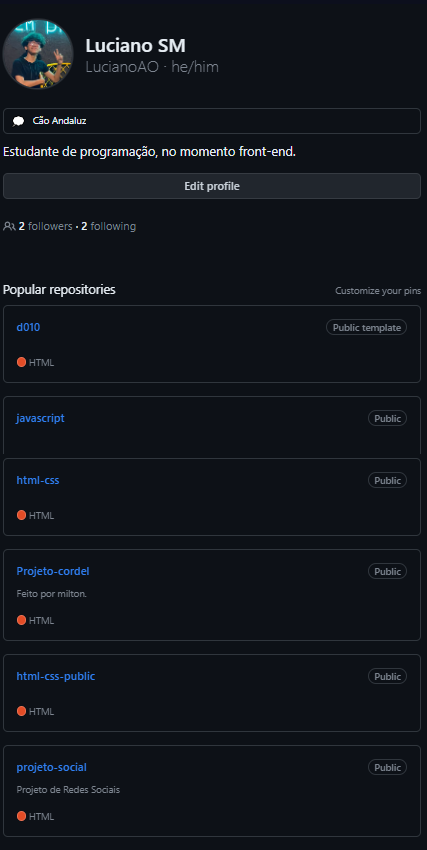 Luciano SM
LucianoAO · he/him
Cão Andaluz
Estudante de programação, no momento front-end.
Edit profile
2 followers · 2 following
Popular repositories
Customize your pins
d010
Public template
HTML
javascript
Public
html-css
Public
HTML
Projeto-cordel
Public
Feito por milton.
HTML
html-css-public
Public
HTML
projeto-social
Public
Projeto de Redes Sociais
HTML